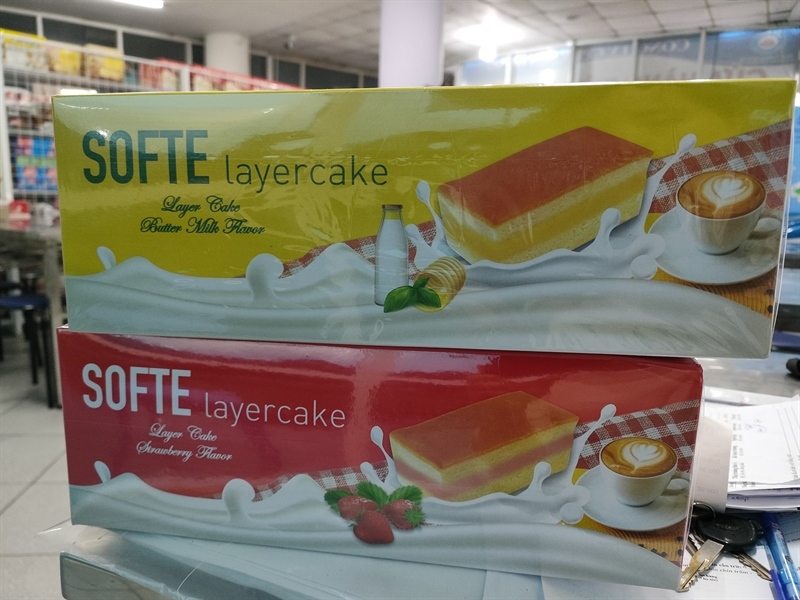 SOFTE layercake
Layer Cake
Butter Milk Flavor
SOFTE layercake
Layer Cake
Strawberry Flavor